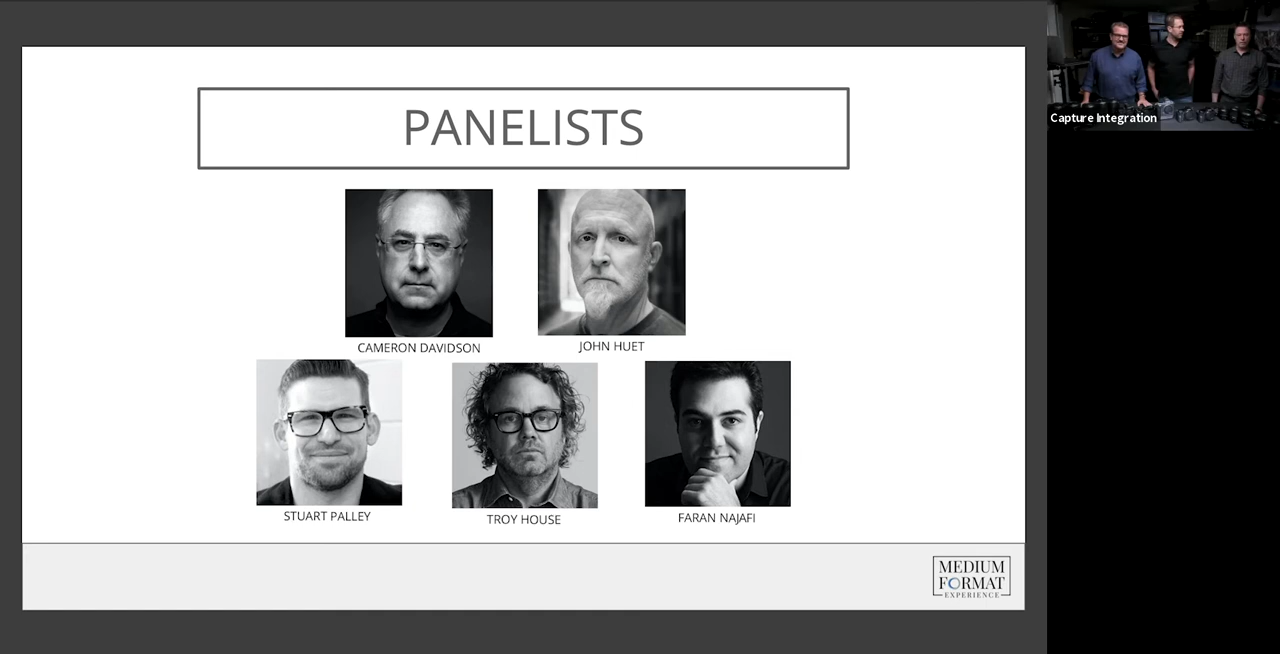 PANELISTS
CAMERON DAVIDSON
JOHN HUET
STUART PALLEY
TROY HOUSE
FARAN NAJAFI
MEDIUM
FORMAT
EXPERIENCE
Capture Integration